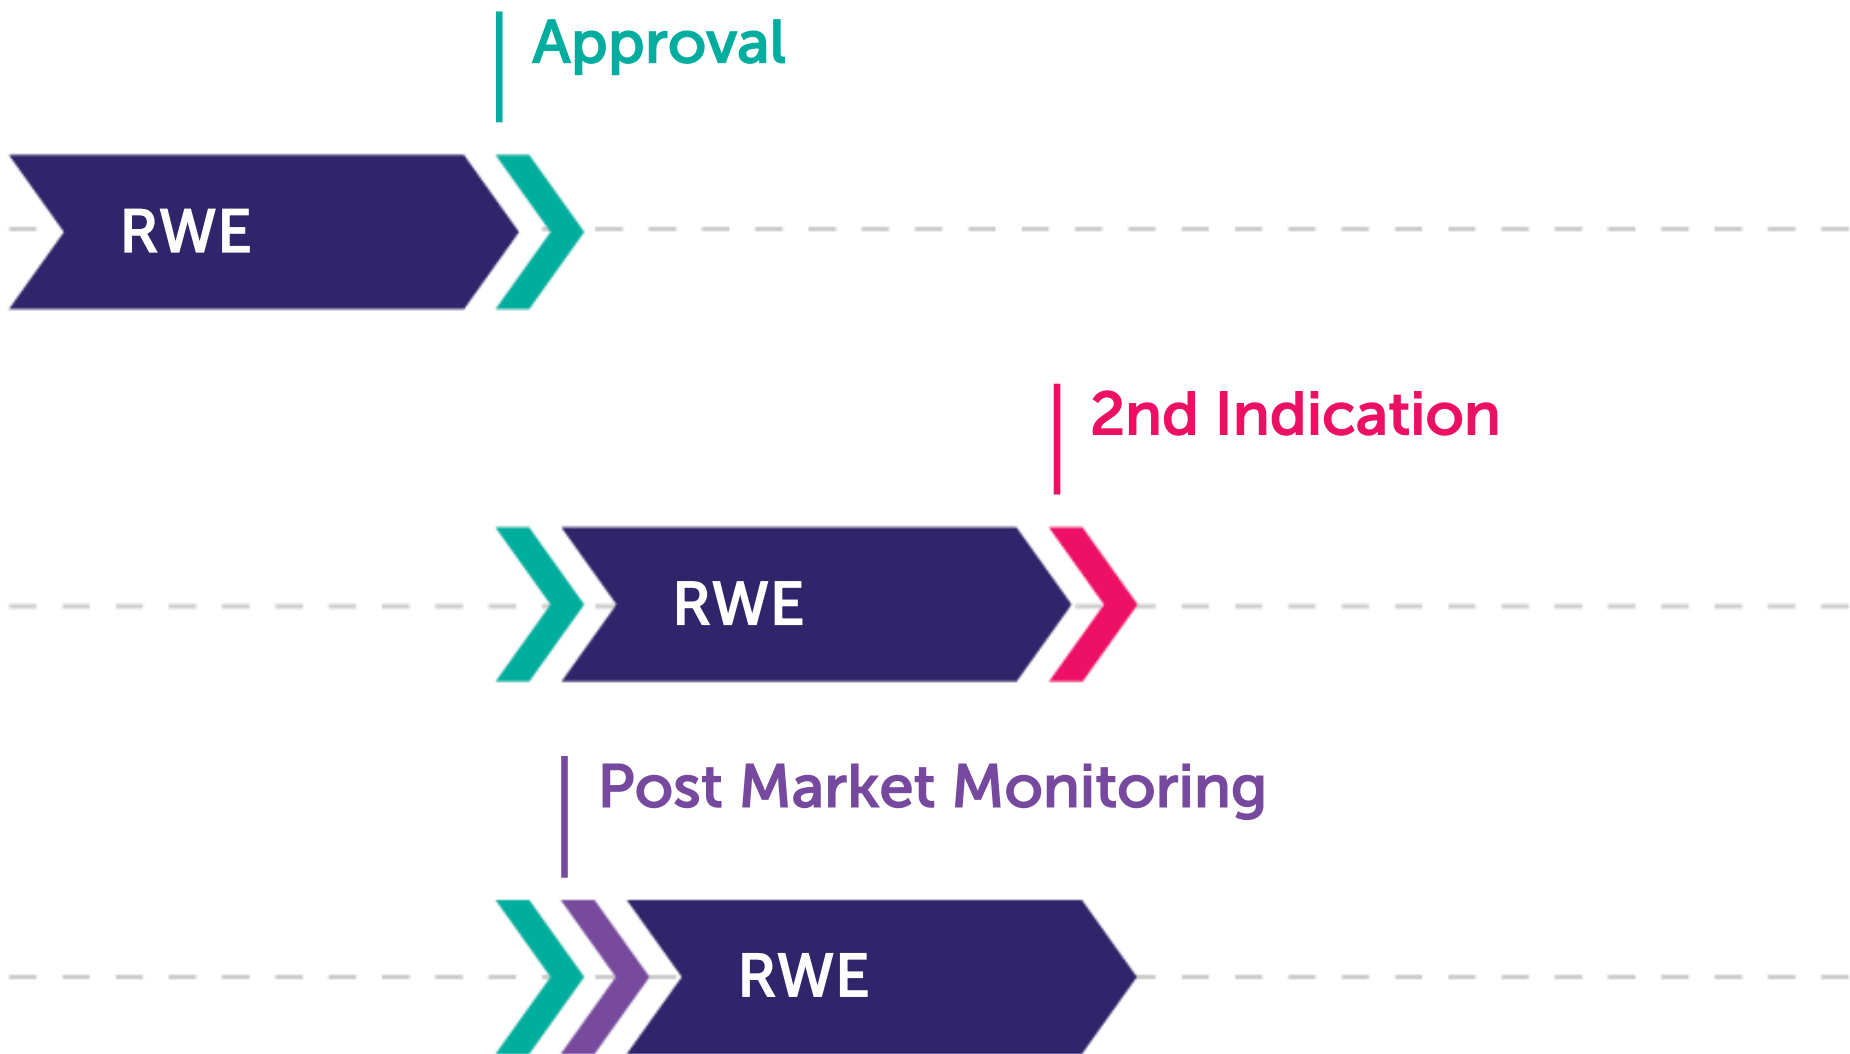 Approval
RWE
2nd Indication
RWE
Post Market Monitoring
RWE